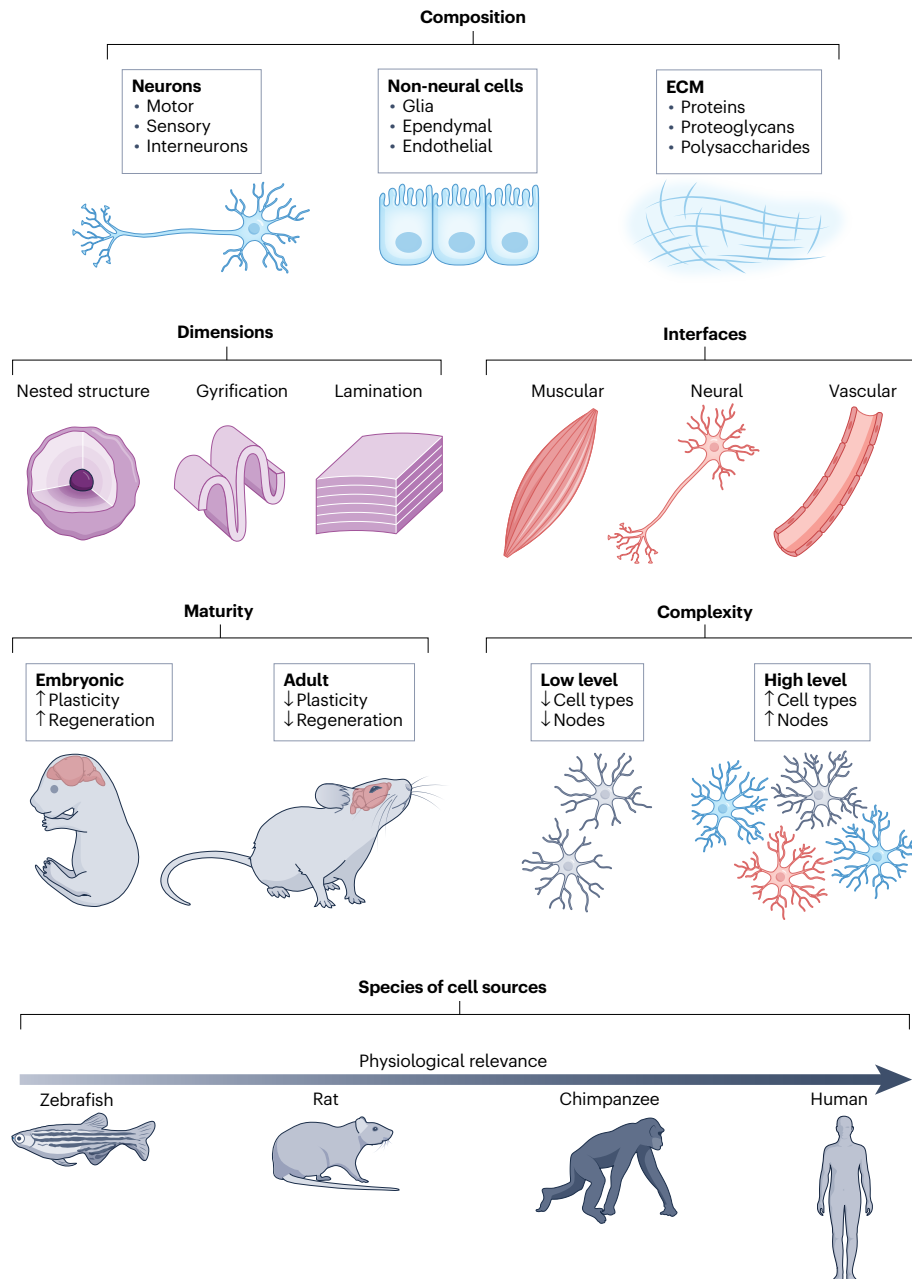 Composition
Neurons
• Motor
• Sensory
• Interneurons
Non-neural cells
• Glia
• Ependymal
• Endothelial
ECM
• Proteins
• Proteoglycans
• Polysaccharides
Dimensions
Nested structure
Gyrification
Lamination
Interfaces
Muscular
Neural
Vascular
Maturity
Embryonic
↑ Plasticity
↑ Regeneration
Adult
↓ Plasticity
↓ Regeneration
Complexity
Low level
↓ Cell types
↓ Nodes
High level
↑ Cell types
↑ Nodes
Species of cell sources
Physiological relevance
Zebrafish
Rat
Chimpanzee
Human